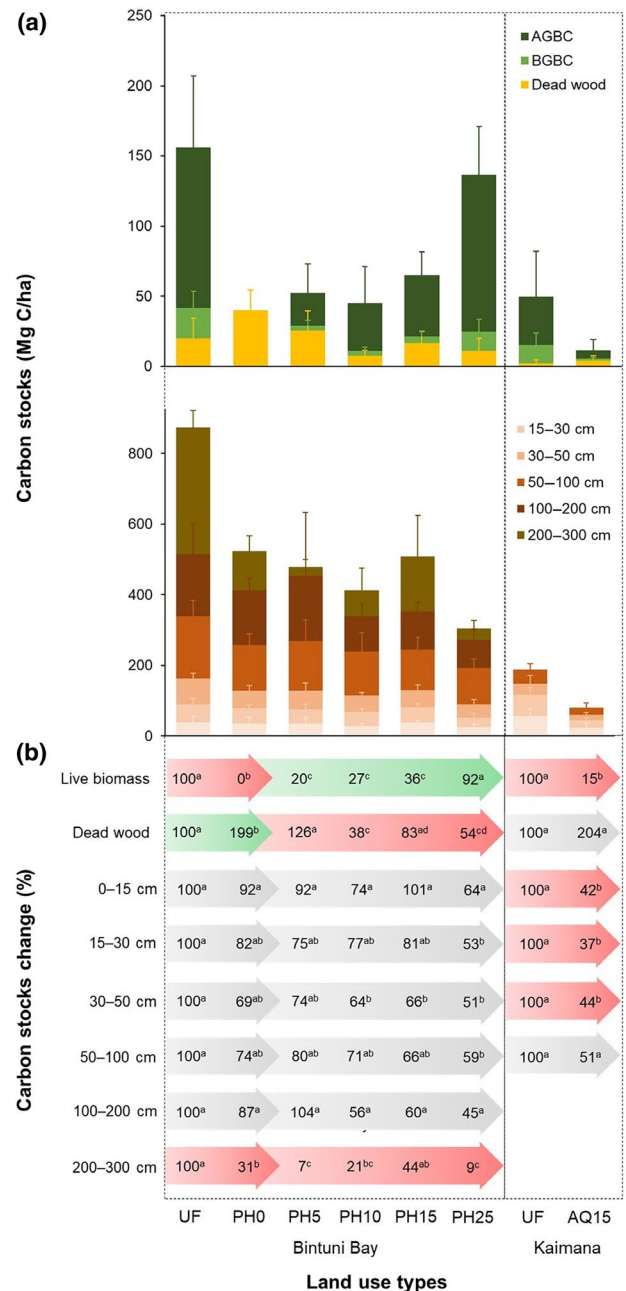 (a)
250
200
150
100
50
0
AGBC
BGBC
Dead wood
Carbon stocks (Mg C/ha)
800
600
400
200
0
15–30 cm
30–50 cm
50–100 cm
100–200 cm
200–300 cm
(b)
Carbon stocks change (%)
Live biomass 100ᵃ 0ᵇ 20ᶜ 27ᶜ 36ᶜ 92ᵃ 100ᵃ 15ᵇ
Dead wood 100ᵃ 199ᵇ 126ᵃ 38ᶜ 83ᵃᵈ 54ᶜᵈ 100ᵃ 204ᵃ
0–15 cm 100ᵃ 92ᵃ 92ᵃ 74ᵃ 101ᵃ 64ᵃ 100ᵃ 42ᵇ
15–30 cm 100ᵃ 82ᵃᵇ 75ᵃᵇ 77ᵃᵇ 81ᵃᵇ 53ᵇ 100ᵃ 37ᵇ
30–50 cm 100ᵃ 69ᵃᵇ 74ᵃᵇ 64ᵇ 66ᵇ 51ᵇ 100ᵃ 44ᵇ
50–100 cm 100ᵃ 74ᵃᵇ 80ᵃᵇ 71ᵃᵇ 66ᵃᵇ 59ᵇ 100ᵃ 51ᵃ
100–200 cm 100ᵃ 87ᵃ 104ᵃ 56ᵃ 60ᵃ 45ᵃ
200–300 cm 100ᵃ 31ᵇ 7ᶜ 21ᵇᶜ 44ᵃᵇ 9ᶜ
UF PH0 PH5 PH10 PH15 PH25 UF AQ15
Bintuni Bay Kaimana
Land use types